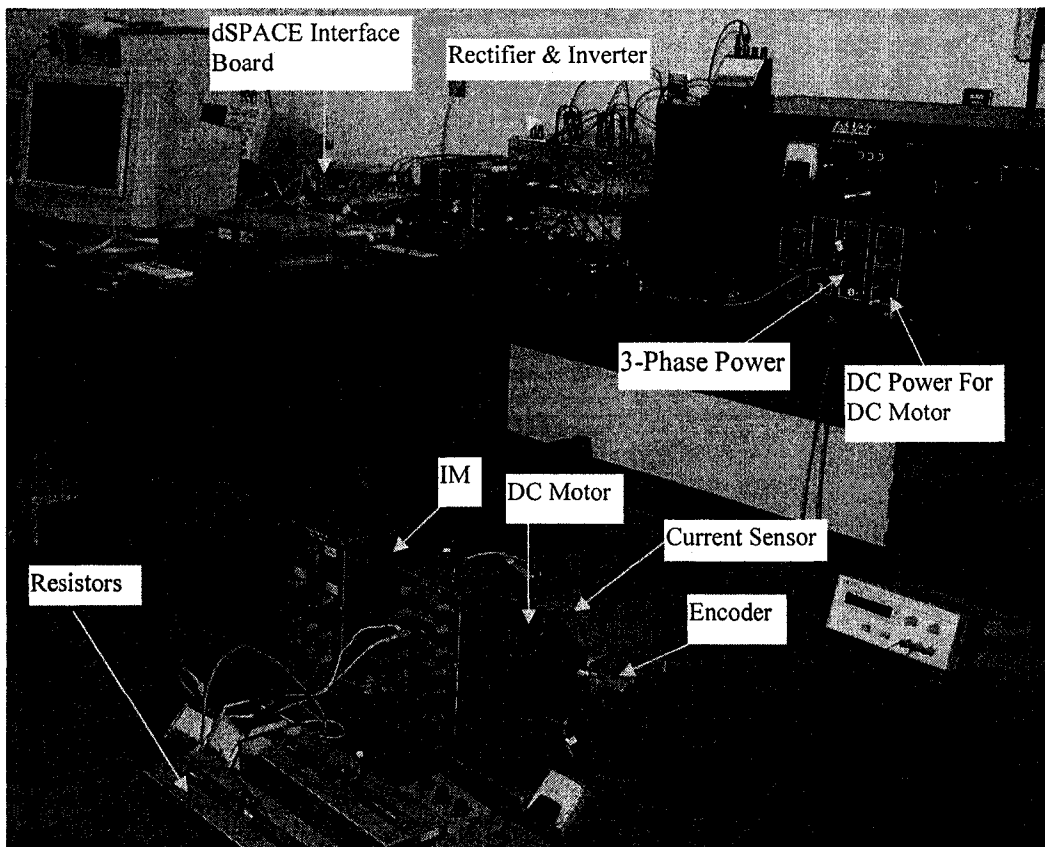 dSPACE Interface
Board
Rectifier & Inverter
3-Phase Power
DC Power For
DC Motor
IM
DC Motor
Current Sensor
Resistors
Encoder